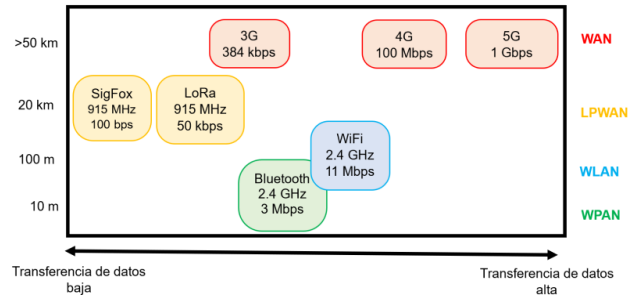 >50 km
3G
384 kbps
4G
100 Mbps
5G
1 Gbps
WAN
20 km
SigFox
915 MHz
100 bps
LoRa
915 MHz
50 kbps
LPWAN
100 m
WiFi
2.4 GHz
11 Mbps
WLAN
10 m
Bluetooth
2.4 GHz
3 Mbps
WPAN
Transferencia de datos
baja
Transferencia de datos
alta